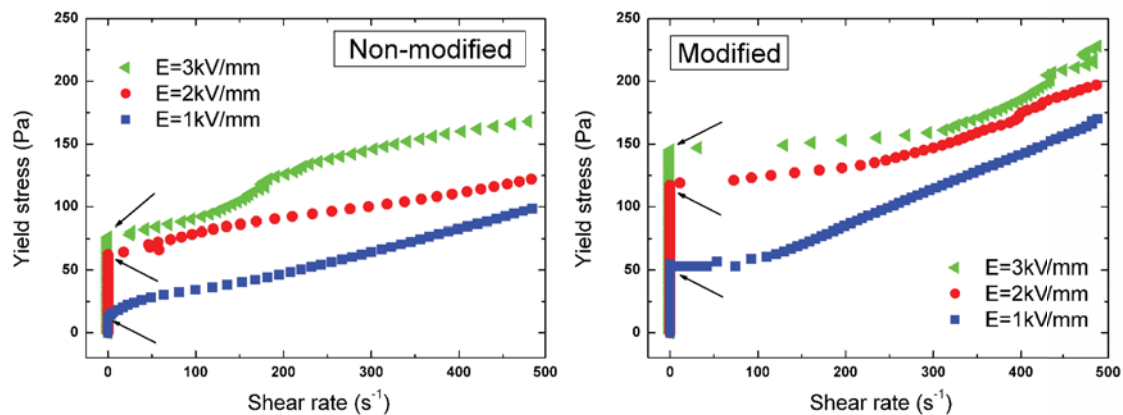 Non-modified
E=3kV/mm
E=2kV/mm
E=1kV/mm
Yield stress (Pa)
250
200
150
100
50
0
0 50 100 200 300 400 500
Shear rate (s⁻¹)
Modified
E=3kV/mm
E=2kV/mm
E=1kV/mm
Yield stress (Pa)
250
200
150
100
50
0
0 50 100 200 300 400 500
Shear rate (s⁻¹)